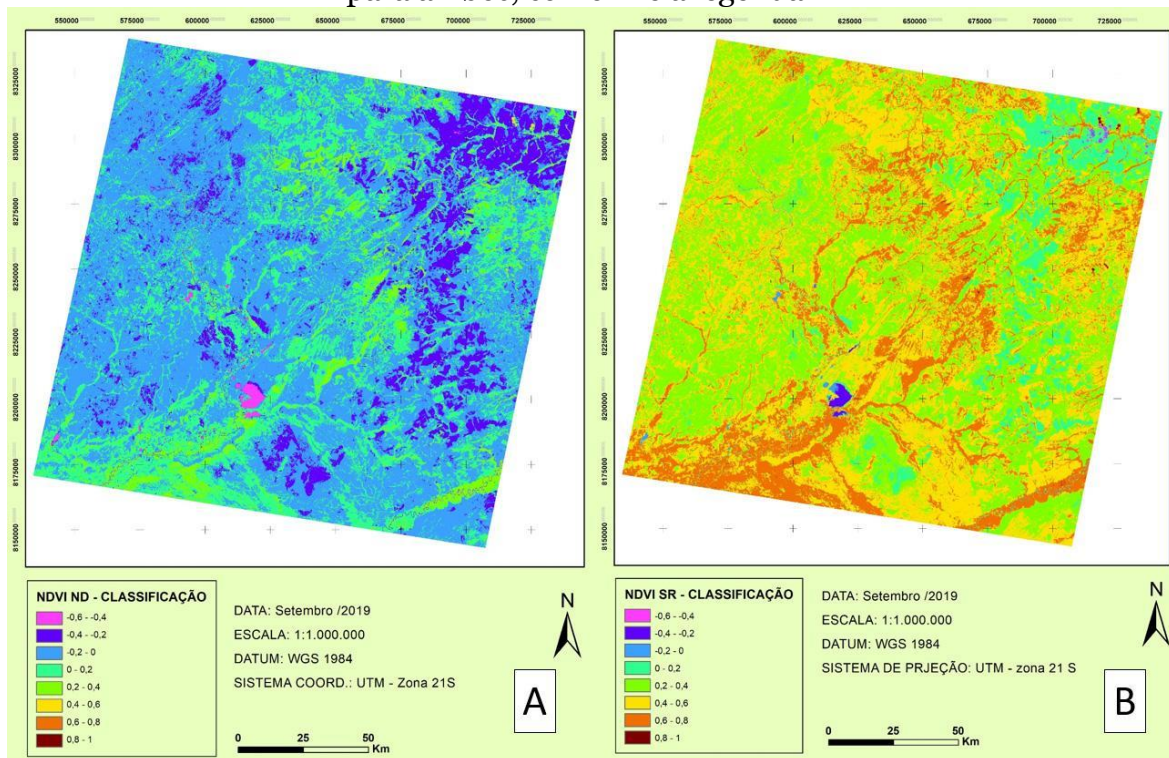 550000 575000 600000 625000 650000 675000 700000 725000
8325000
8300000
8275000
8250000
8225000
8200000
8175000
8150000
NDVI ND - CLASSIFICAÇÃO
-0,6 - -0,4
-0,4 - -0,2
-0,2 - 0
0 - 0,2
0,2 - 0,4
0,4 - 0,6
0,6 - 0,8
0,8 - 1
DATA: Setembro /2019
ESCALA: 1:1.000.000
DATUM: WGS 1984
SISTEMA COORD.: UTM - Zona 21S
N
A
0 25 50
Km
550000 575000 600000 625000 650000 675000 700000 725000
8325000
8300000
8275000
8250000
8225000
8200000
8175000
8150000
NDVI SR - CLASSIFICAÇÃO
-0,6 - -0,4
-0,4 - -0,2
-0,2 - 0
0 - 0,2
0,2 - 0,4
0,4 - 0,6
0,6 - 0,8
0,8 - 1
DATA: Setembro /2019
ESCALA: 1:1.000.000
DATUM: WGS 1984
SISTEMA DE PRJEÇÃO: UTM - zona 21 S
N
B
0 25 50
Km